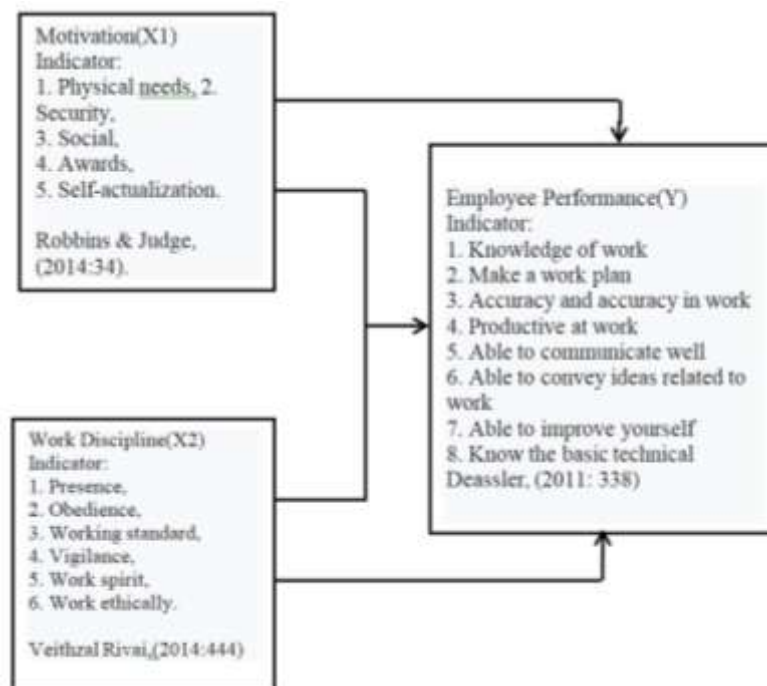 Motivation(X1)
Indicator:
1. Physical needs, 2.
Security,
3. Social,
4. Awards,
5. Self-actualization.
Robbins & Judge,
(2014:34).
Employee Performance(Y)
Indicator:
1. Knowledge of work
2. Make a work plan
3. Accuracy and accuracy in work
4. Productive at work
5. Able to communicate well
6. Able to convey ideas related to
work
7. Able to improve yourself
8. Know the basic technical
Deassler, (2011: 338)
Work Discipline(X2)
Indicator:
1. Presence,
2. Obedience,
3. Working standard,
4. Vigilance,
5. Work spirit,
6. Work ethically.
Veithzal Rivai,(2014:444)